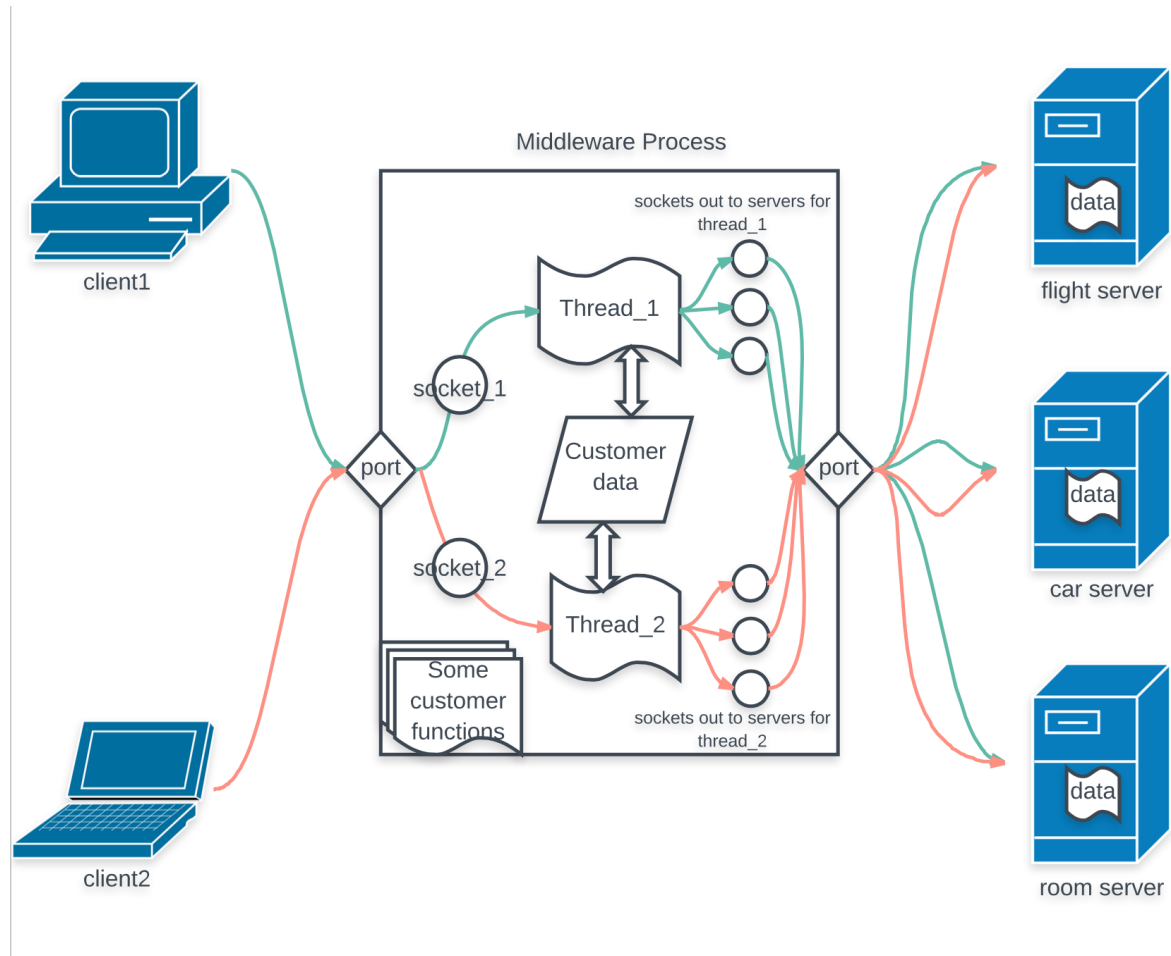 Middleware Process
client1
sockets out to servers for
thread_1
Thread_1
socket_1
data
flight server
port
Customer
data
port
data
car server
socket_2
Thread_2
Some
customer
functions
sockets out to servers for
thread_2
data
room server
client2